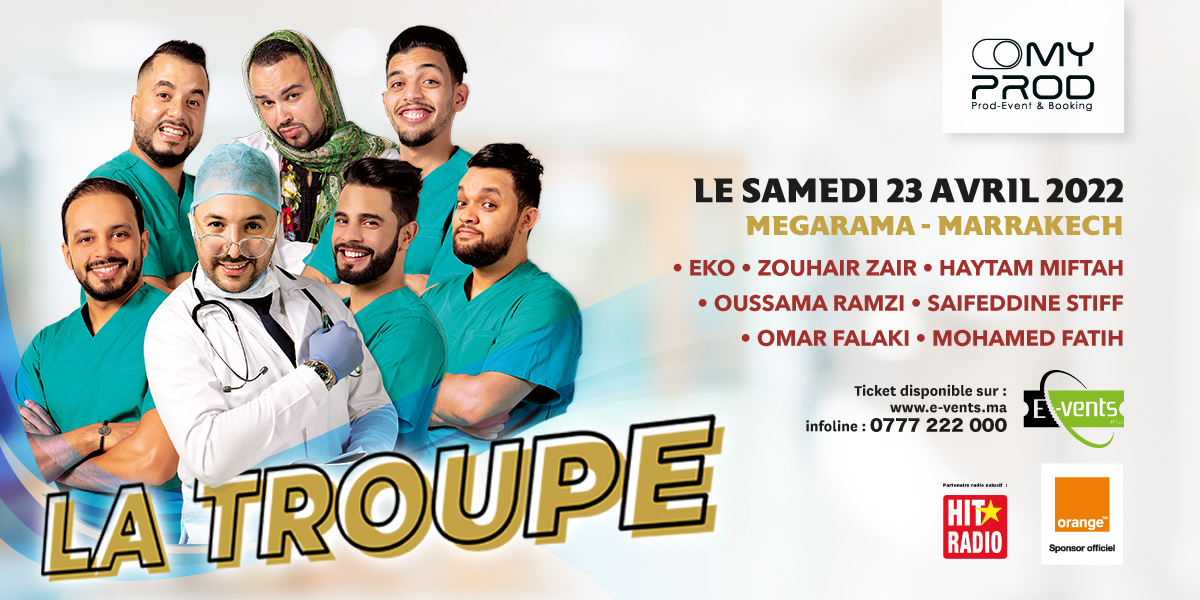 MY
PROD
Prod-Event & Booking
LE SAMEDI 23 AVRIL 2022
MEGARAMA - MARRAKECH
• EKO • ZOUHAIR ZAIR • HAYTAM MIFTAH
• OUSSAMA RAMZI • SAIFEDDINE STIFF
• OMAR FALAKI • MOHAMED FATIH
Ticket disponible sur :
www.e-vents.ma
infoline : 0777 222 000
E-vents
LA TROUPE
Partenaire radio exlusif :
HIT
RADIO
orange™
Sponsor officiel